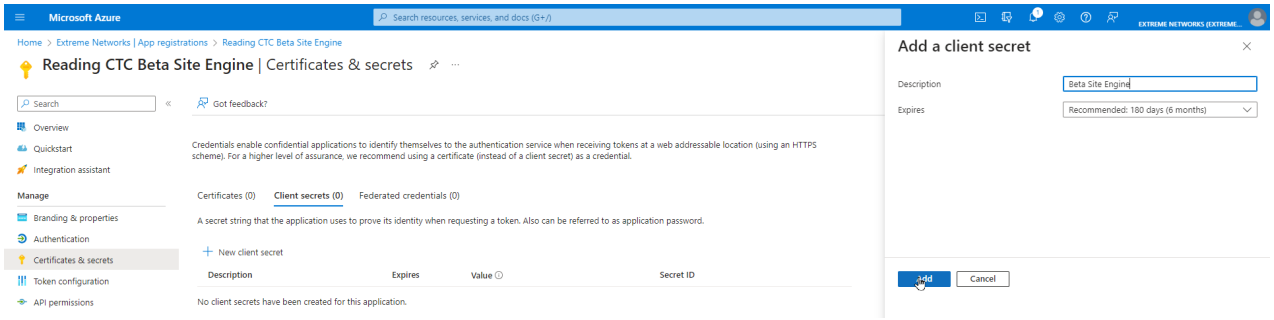 Microsoft Azure
Search resources, services, and docs (G+/)
1
EXTREME NETWORKS (EXTREME...
Home > Extreme Networks | App registrations > Reading CTC Beta Site Engine
Reading CTC Beta Site Engine | Certificates & secrets
...
Search
«
Overview
Quickstart
Integration assistant
Manage
Branding & properties
Authentication
Certificates & secrets
Token configuration
API permissions
Got feedback?
Credentials enable confidential applications to identify themselves to the authentication service when receiving tokens at a web addressable location (using an HTTPS
scheme). For a higher level of assurance, we recommend using a certificate (instead of a client secret) as a credential.
Certificates (0) Client secrets (0) Federated credentials (0)
A secret string that the application uses to prove its identity when requesting a token. Also can be referred to as application password.
+ New client secret
Description Expires Value Secret ID
No client secrets have been created for this application.
Add a client secret
Description Beta Site Engine
Expires Recommended: 180 days (6 months)
Add Cancel